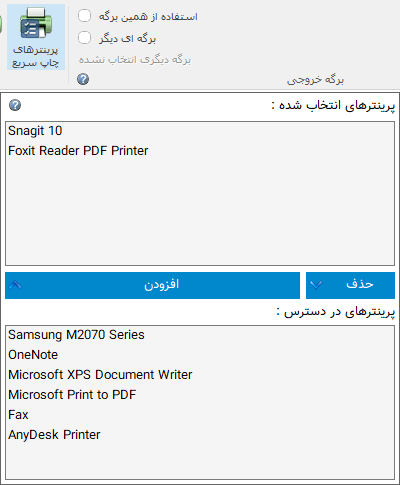 استفاده از همین برگه
برگه ای دیگر
برگه دیگری انتخاب نشده
پرینترهای
چاپ سریع
برگه خروجی
پرینترهای انتخاب شده :
Snagit 10
Foxit Reader PDF Printer
حذف
افزودن
پرینترهای در دسترس :
Samsung M2070 Series
OneNote
Microsoft XPS Document Writer
Microsoft Print to PDF
Fax
AnyDesk Printer